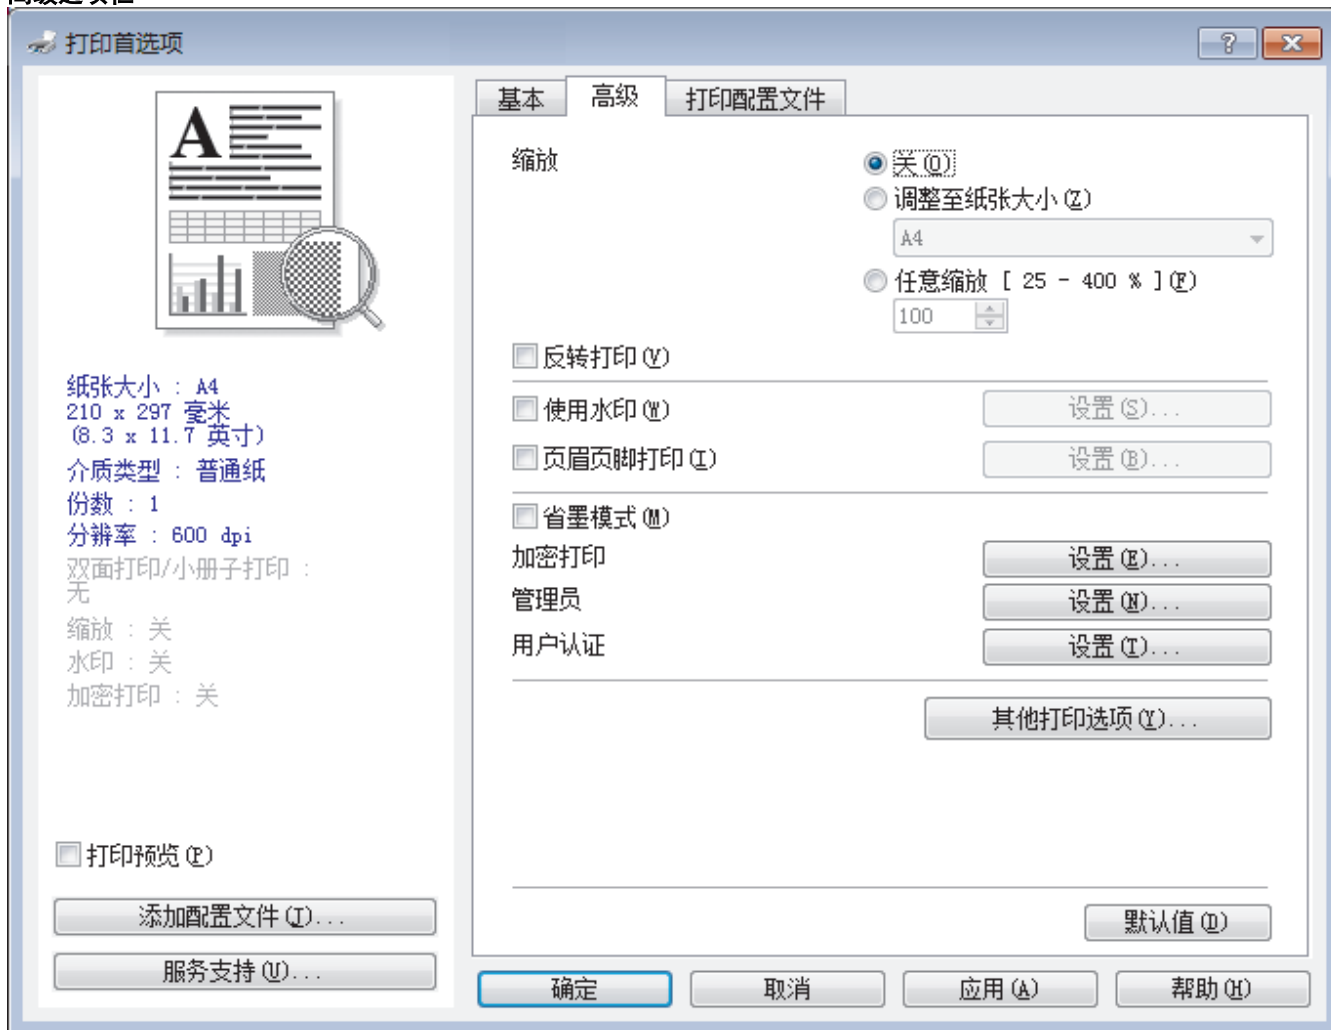 打印首选项
基本
高级
打印配置文件
A
缩放
关(O)
调整至纸张大小(Z)
A4
任意缩放 [ 25 - 400 % ](F)
100
反转打印(V)
使用水印(W)
设置(S)...
页眉页脚打印(I)
设置(B)...
省墨模式(M)
加密打印
设置(E)...
管理员
设置(N)...
用户认证
设置(T)...
其他打印选项(Y)...
默认值(D)
纸张大小 : A4
210 x 297 毫米
(8.3 x 11.7 英寸)
介质类型 : 普通纸
份数 : 1
分辨率 : 600 dpi
双面打印/小册子打印 :
无
缩放 : 关
水印 : 关
加密打印 : 关
打印预览(P)
添加配置文件(J)...
服务支持(U)...
确定
取消
应用(A)
帮助(H)